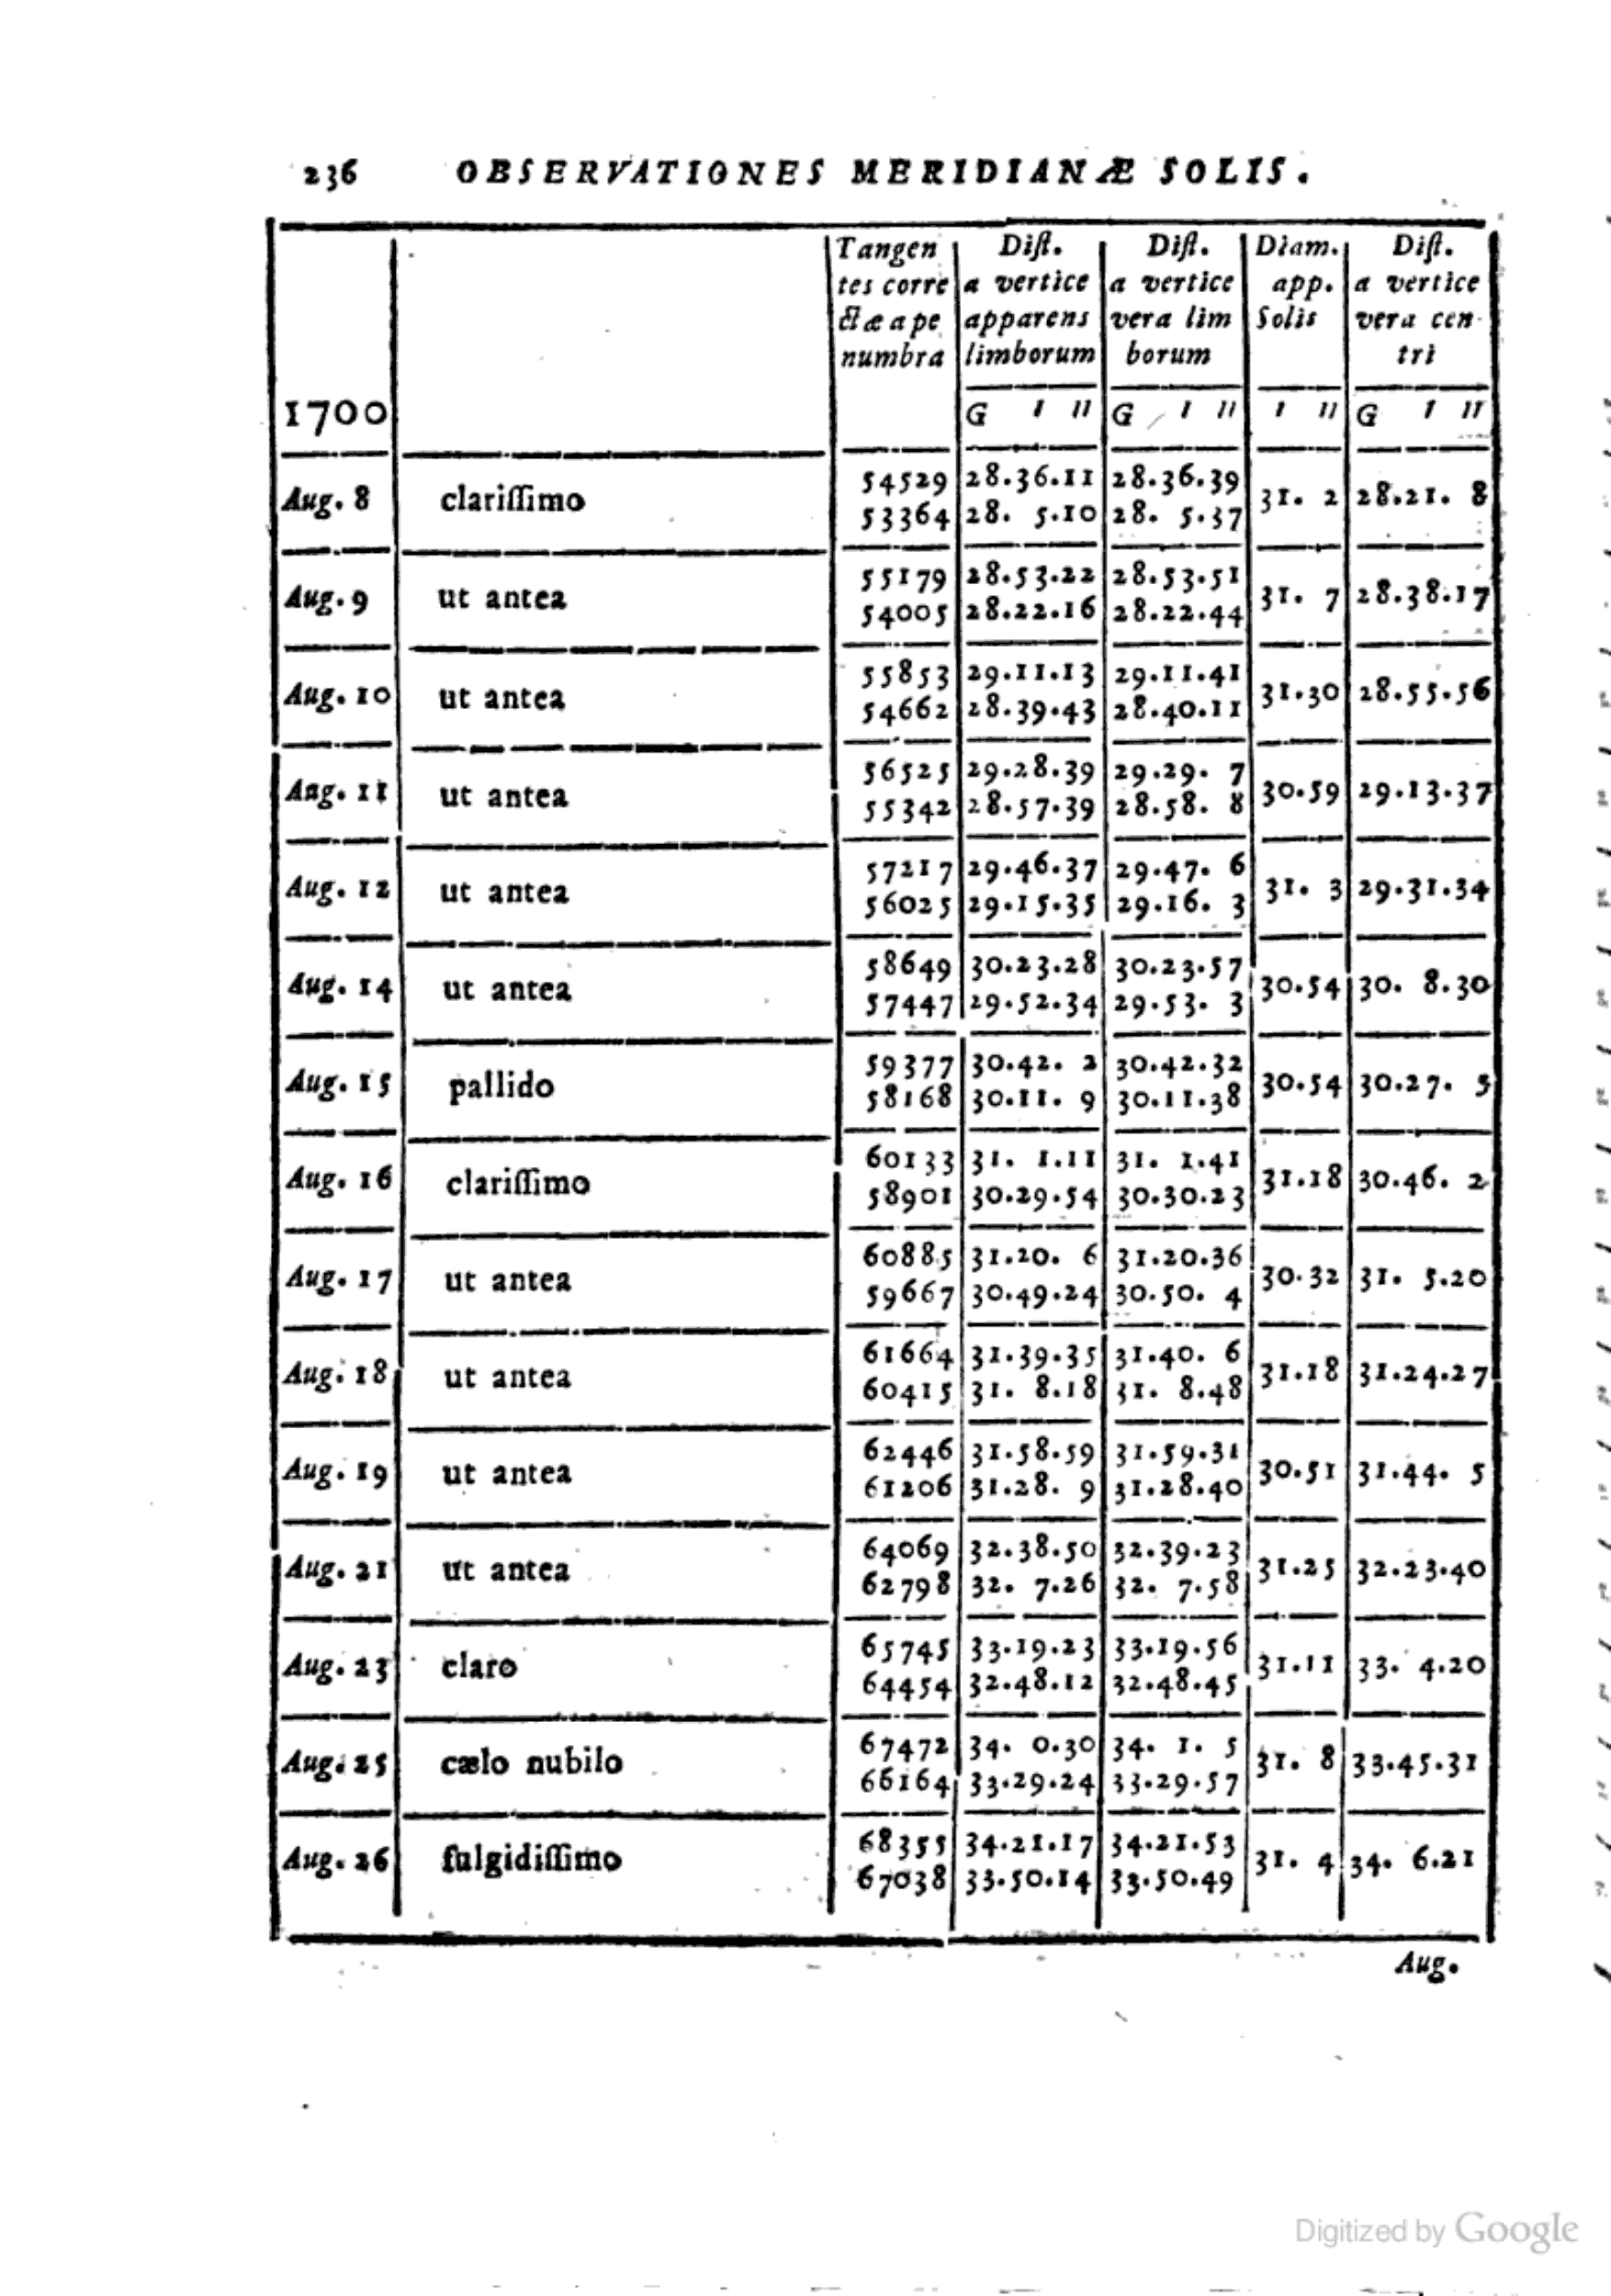 236 OBSERVATIONES MERIDIANÆ SOLIS.
Tangen Diſt. Diſt. Diam. Diſt.
tes corre a vertice a vertice app. a vertice
ctæ a pe apparens vera lim Solis vera cen-
numbra limborum borum tri
1700 G I II G I II I II G I II
54529 28.36.11 28.36.39
Aug. 8 clariſſimo 31. 2 28.21. 8
53364 28. 5.10 28. 5.37
55179 28.53.22 28.53.51
Aug. 9 ut antea 31. 7 28.38.17
54005 28.22.16 28.22.44
55853 29.11.13 29.11.41
Aug. 10 ut antea 31.30 28.55.56
54662 28.39.43 28.40.11
56525 29.28.39 29.29. 7
Aug. 11 ut antea 30.59 29.13.37
55342 28.57.39 28.58. 8
57217 29.46.37 29.47. 6
Aug. 12 ut antea 31. 3 29.31.34
56025 29.15.35 29.16. 3
58649 30.23.28 30.23.57
Aug. 14 ut antea 30.54 30. 8.30
57447 29.52.34 29.53. 3
59377 30.42. 2 30.42.32
Aug. 15 pallido 30.54 30.27. 5
58168 30.11. 9 30.11.38
60133 31. 1.11 31. 1.41
Aug. 16 clariſſimo 31.18 30.46. 2
58901 30.29.54 30.30.23
60885 31.20. 6 31.20.36
Aug. 17 ut antea 30.32 31. 5.20
59667 30.49.24 30.50. 4
61664 31.39.35 31.40. 6
Aug. 18 ut antea 31.18 31.24.27
60415 31. 8.18 31. 8.48
62446 31.58.59 31.59.31
Aug. 19 ut antea 30.51 31.44. 5
61206 31.28. 9 31.28.40
64069 32.38.50 32.39.23
Aug. 21 ut antea 31.25 32.23.40
62798 32. 7.26 32. 7.58
65745 33.19.23 33.19.56
Aug. 23 claro 31.11 33. 4.20
64454 32.48.12 32.48.45
67472 34. 0.30 34. 1. 5
Aug. 25 cælo nubilo 31. 8 33.45.31
66164 33.29.24 33.29.57
68355 34.21.17 34.21.53
Aug. 26 fulgidiſſimo 31. 4 34. 6.21
67038 33.50.14 33.50.49
Aug.
Digitized by Google